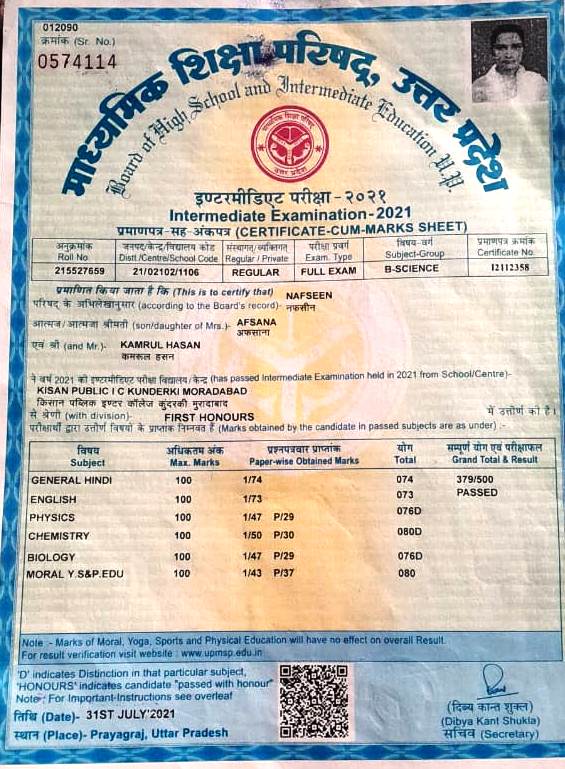 012090
क्रमांक (Sr. No.)
0574114
माध्यमिक शिक्षा परिषद्, उत्तर प्रदेश
Board of High School and Intermediate Education U.P.
माध्यमिक शिक्षा परिषद्
उत्तर प्रदेश
इण्टरमीडिएट परीक्षा - २०२१
Intermediate Examination-2021
प्रमाणपत्र-सह-अंकपत्र (CERTIFICATE-CUM-MARKS SHEET)
अनुक्रमांक जनपद/केन्द्र/विद्यालय कोड संस्थागत/व्यक्तिगत परीक्षा प्रवर्ग विषय-वर्ग प्रमाणपत्र क्रमांक
Roll No. Distt./Centre/School Code Regular / Private Exam. Type Subject-Group Certificate No.
215527659 21/02102/1106 REGULAR FULL EXAM B-SCIENCE 12112358
प्रमाणित किया जाता है कि (This is to certify that) NAFSEEN
परिषद के अभिलेखानुसार (according to the Board's record)- नफसीन
आत्मज/आत्मजा श्रीमती (son/daughter of Mrs.)- AFSANA
अफसाना
एवं श्री (and Mr.)- KAMRUL HASAN
कमरूल हसन
ने वर्ष 2021 की इण्टरमीडिएट परीक्षा विद्यालय/केन्द्र (has passed Intermediate Examination held in 2021 from School/Centre)-
KISAN PUBLIC I C KUNDERKI MORADABAD
किसान पब्लिक इण्टर कॉलेज कुंदरकी मुरादाबाद
से श्रेणी (with division)- FIRST HONOURS में उत्तीर्ण की है।
परीक्षार्थी द्वारा उत्तीर्ण विषयों के प्राप्तांक निम्नवत हैं (Marks obtained by the candidate in passed subjects are as under) :-
विषय अधिकतम अंक प्रश्नपत्रवार प्राप्तांक योग सम्पूर्ण योग एवं परीक्षाफल
Subject Max. Marks Paper-wise Obtained Marks Total Grand Total & Result
GENERAL HINDI 100 1/74 074 379/500
ENGLISH 100 1/73 073 PASSED
PHYSICS 100 1/47 P/29 076D
CHEMISTRY 100 1/50 P/30 080D
BIOLOGY 100 1/47 P/29 076D
MORAL Y.S&P.EDU 100 1/43 P/37 080
Note :- Marks of Moral, Yoga, Sports and Physical Education will have no effect on overall Result.
For result verification visit website : www.upmsp.edu.in
'D' indicates Distinction in that particular subject,
'HONOURS' indicates candidate "passed with honour"
Note: For Important-Instructions see overleaf
तिथि (Date)- 31ST JULY'2021
स्थान (Place)- Prayagraj, Uttar Pradesh
(दिब्य कान्त शुक्ल)
(Dibya Kant Shukla)
सचिव (Secretary)